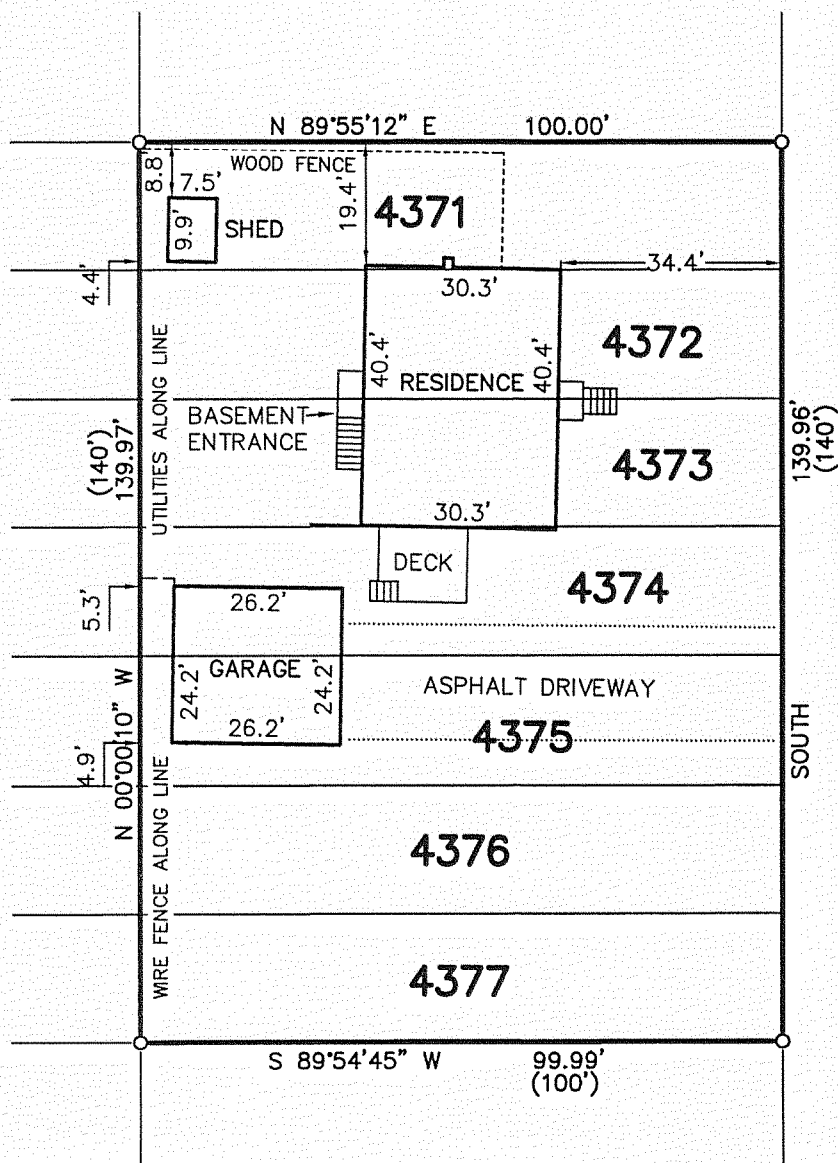 N 89°55'12" E 100.00'
8.8
WOOD FENCE
7.5'
19.4'
4371
9.9'
SHED
4.4'
30.3'
34.4'
4372
40.4'
RESIDENCE
40.4'
BASEMENT
ENTRANCE
UTILITIES ALONG LINE
(140')
139.97'
4373
139.96'
(140')
30.3'
DECK
4374
5.3'
26.2'
24.2'
GARAGE
24.2'
26.2'
ASPHALT DRIVEWAY
4375
4.9'
N 00°00'10" W
SOUTH
WIRE FENCE ALONG LINE
4376
4377
S 89°54'45" W 99.99'
(100')